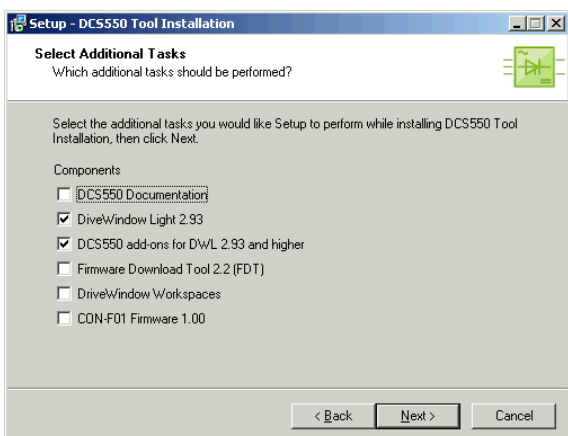 Setup - DCS550 Tool Installation
Select Additional Tasks
Which additional tasks should be performed?
Select the additional tasks you would like Setup to perform while installing DCS550 Tool
Installation, then click Next.
Components
DCS550 Documentation
DiveWindow Light 2.93
DCS550 add-ons for DWL 2.93 and higher
Firmware Download Tool 2.2 (FDT)
DriveWindow Workspaces
CON-F01 Firmware 1.00
< Back Next > Cancel